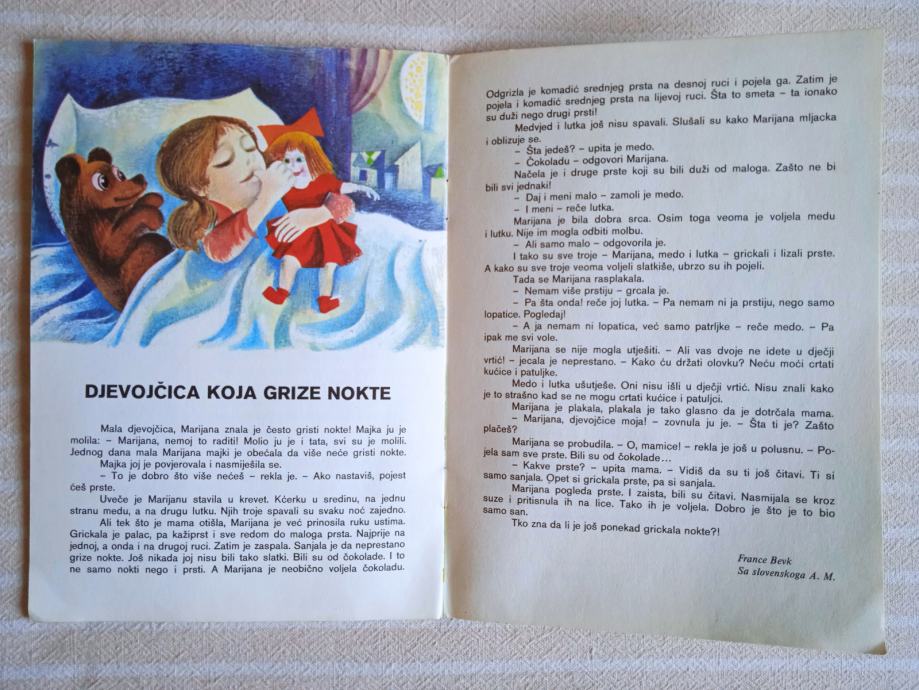 DJEVOJČICA KOJA GRIZE NOKTE
Mala djevojčica, Marijana znala je često gristi nokte! Majka ju je
molila: – Marijana, nemoj to raditi! Molio ju je i tata, svi su je molili.
Jednog dana mala Marijana majki je obećala da više neće gristi nokte.
Majka joj je povjerovala i nasmiješila se.
– To je dobro što više nećeš – rekla je. – Ako nastaviš, pojest
ćeš prste.
Uveče je Marijanu stavila u krevet. Kćerku u sredinu, na jednu
stranu medu, a na drugu lutku. Njih troje spavali su svaku noć zajedno.
Ali tek što je mama otišla, Marijana je već prinosila ruku ustima.
Grickala je palac, pa kažiprst i sve redom do maloga prsta. Najprije na
jednoj, a onda i na drugoj ruci. Zatim je zaspala. Sanjala je da neprestano
grize nokte. Još nikada joj nisu bili tako slatki. Bili su od čokolade. I to
ne samo nokti nego i prsti. A Marijana je neobično voljela čokoladu.
Odgrizla je komadić srednjeg prsta na desnoj ruci i pojela ga. Zatim je
pojela i komadić srednjeg prsta na lijevoj ruci. Šta to smeta – ta ionako
su duži nego drugi prsti!
Medvjed i lutka još nisu spavali. Slušali su kako Marijana mljacka
i oblizuje se.
– Šta jedeš? – upita je medo.
– Čokoladu – odgovori Marijana.
Načela je i druge prste koji su bili duži od maloga. Zašto ne bi
bili svi jednaki!
– Daj i meni malo – zamoli je medo.
– I meni – reče lutka.
Marijana je bila dobra srca. Osim toga veoma je voljela medu
i lutku. Nije im mogla odbiti molbu.
– Ali samo malo – odgovorila je.
I tako su sve troje – Marijana, medo i lutka – grickali i lizali prste.
A kako su sve troje veoma voljeli slatkiše, ubrzo su ih pojeli.
Tada se Marijana rasplakala.
– Nemam više prstiju – grcala je.
– Pa šta onda! reče joj lutka. – Pa nemam ni ja prstiju, nego samo
lopatice. Pogledaj!
– A ja nemam ni lopatica, već samo patrljke – reče medo. – Pa
ipak me svi vole.
Marijana se nije mogla utješiti. – Ali vas dvoje ne idete u dječji
vrtić! – jecala je neprestano. – Kako ću držati olovku? Neću moći crtati
kućice i patuljke.
Medo i lutka ušutješe. Oni nisu išli u dječji vrtić. Nisu znali kako
je to strašno kad se ne mogu crtati kućice i patuljci.
Marijana je plakala, plakala je tako glasno da je dotrčala mama.
– Marijana, djevojčice moja! – zovnula ju je. – Šta ti je? Zašto
plačeš?
Marijana se probudila. – O, mamice! – rekla je još u polusnu. – Po-
jela sam sve prste. Bili su od čokolade...
– Kakve prste? – upita mama. – Vidiš da su ti još čitavi. Ti si
samo sanjala. Opet si grickala prste, pa si sanjala.
Marijana pogleda prste. I zaista, bili su čitavi. Nasmijala se kroz
suze i pritisnula ih na lice. Tako ih je voljela. Dobro je što je to bio
samo san.
Tko zna da li je još ponekad grickala nokte?!
France Bevk
Sa slovenskoga A. M.